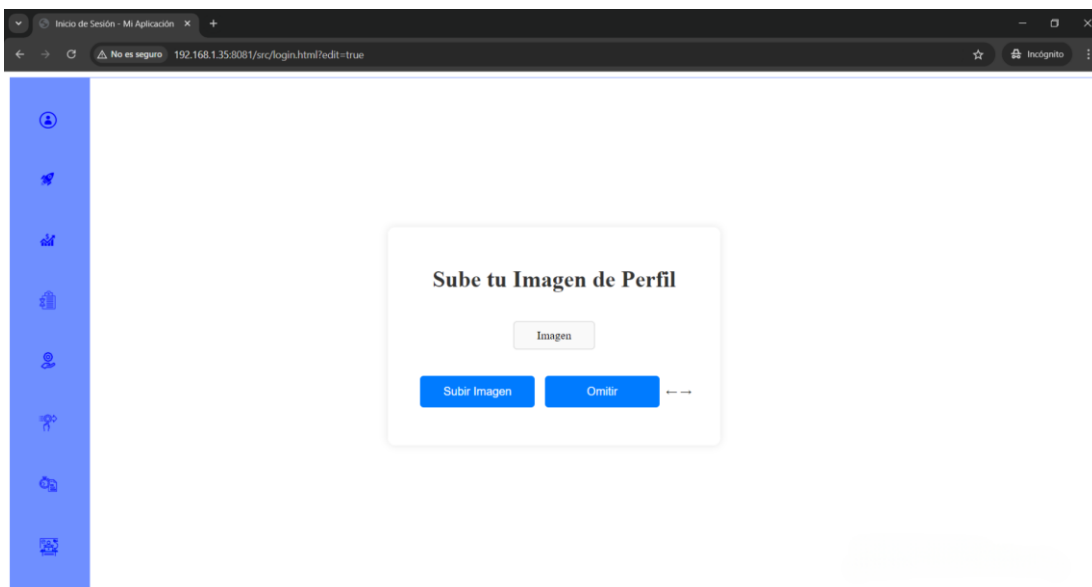 Inicio de Sesión - Mi Aplicación
No es seguro 192.168.1.35:8081/src/login.html?edit=true
Incógnito
Sube tu Imagen de Perfil
Imagen
Subir Imagen Omitir ←→